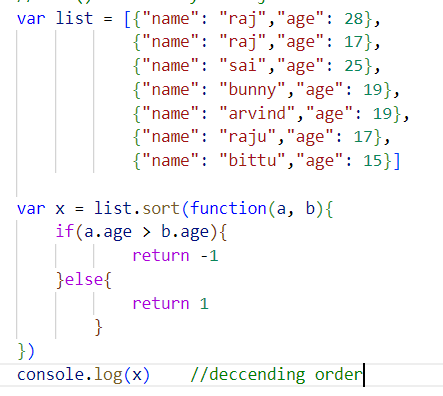 var list = [{"name": "raj","age": 28},
{"name": "raj","age": 17},
{"name": "sai","age": 25},
{"name": "bunny","age": 19},
{"name": "arvind","age": 19},
{"name": "raju","age": 17},
{"name": "bittu","age": 15}]
var x = list.sort(function(a, b){
if(a.age > b.age){
return -1
}else{
return 1
}
})
console.log(x) //deccending order